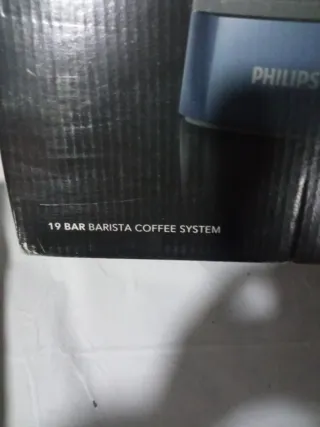 PHILIPS
19 BAR BARISTA COFFEE SYSTEM